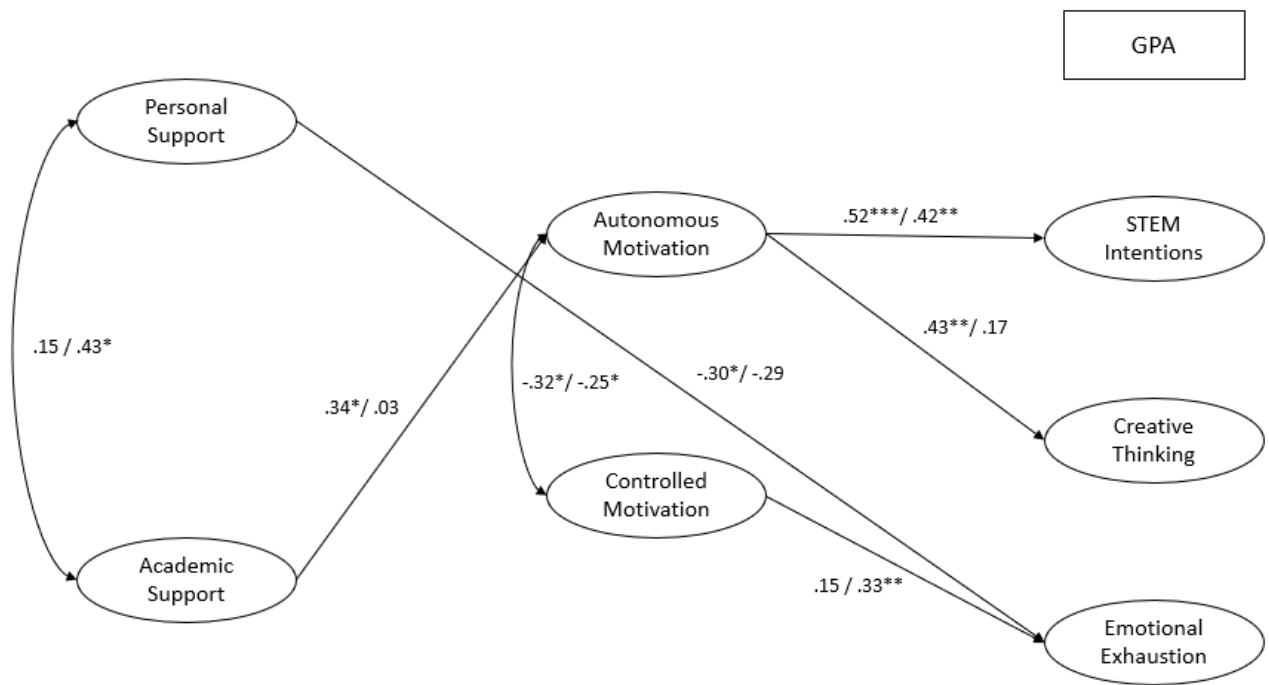 GPA
Personal
Support
Autonomous
Motivation
.52***/ .42**
STEM
Intentions
.43**/ .17
.15 / .43*
-.32*/ -.25*
-.30*/ -.29
.34*/ .03
Creative
Thinking
Controlled
Motivation
Academic
Support
.15 / .33**
Emotional
Exhaustion